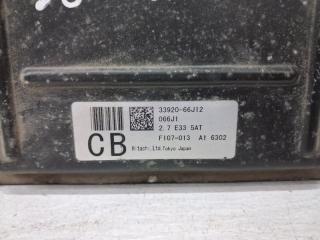 33920-66J12
066J1
2.7 E33 5AT
F107-013 A1 6302
CB
Hitachi,Ltd.Tokyo Japan